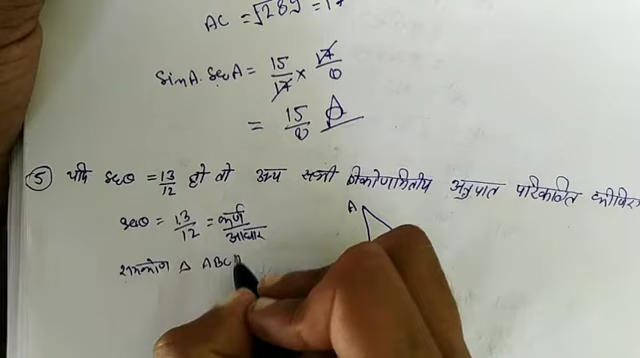 AC = √289 = 17
SinA. SecA = 15/17 × 17/8
= 15/8 A
(5) यदि secθ = 13/12 हो तो अन्य सभी त्रिकोणमितीय अनुपात परिकलित कीजिए
secθ = 13/12 = कर्ण/आधार
A
समकोण Δ ABC